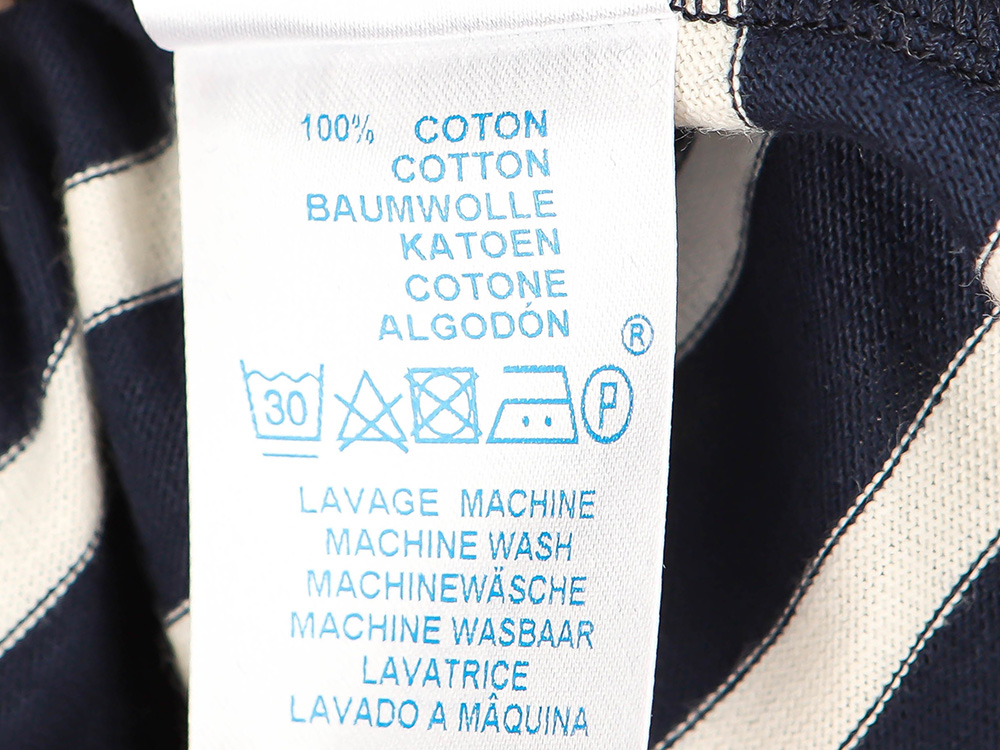 100% COTON
COTTON
BAUMWOLLE
KATOEN
COTONE
ALGODÓN
®
30 P
LAVAGE MACHINE
MACHINE WASH
MACHINEWÄSCHE
MACHINE WASBAAR
LAVATRICE
LAVADO A MÂQUINA